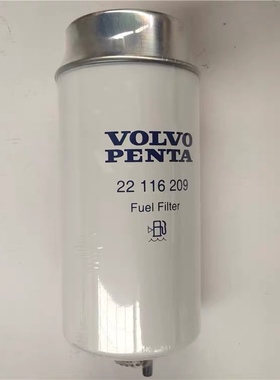 VOLVO
PENTA
22 116 209
Fuel Filter